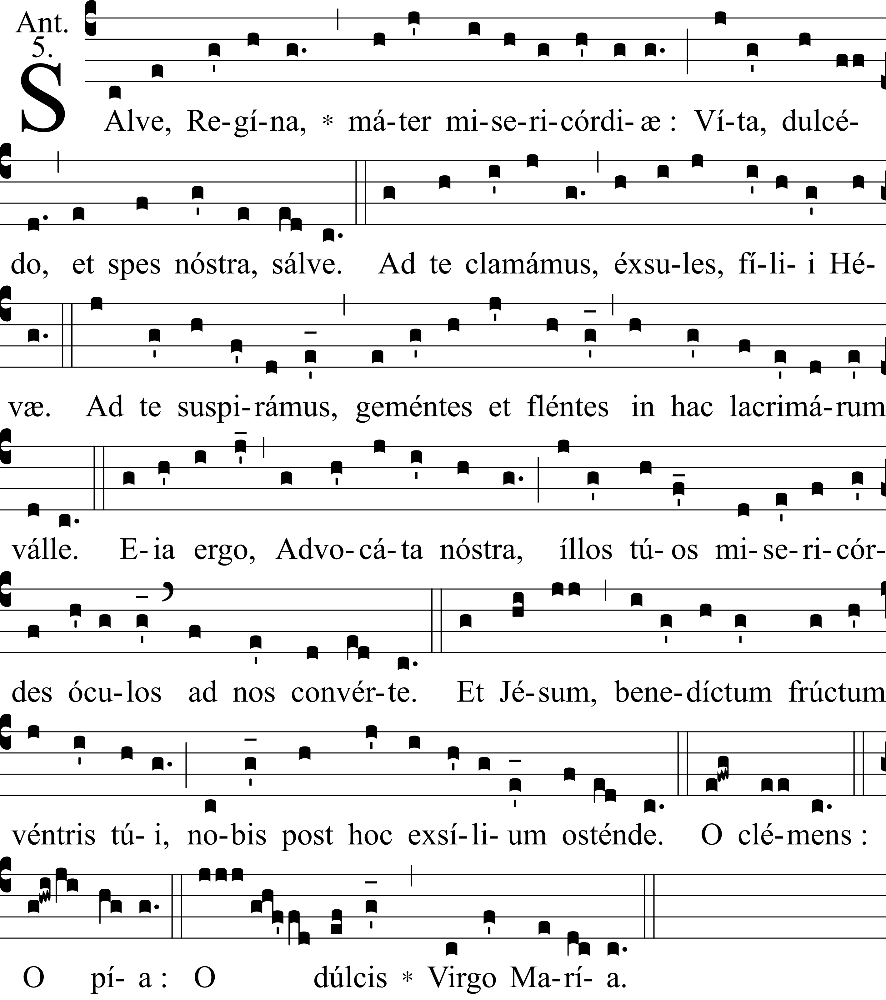 Ant.
5.
SAlve, Re-gí-na, * má-ter mi-se-ri-córdi- æ : Ví-ta, dulcé-
do, et spes nóstra, sálve. Ad te clamámus, éxsu-les, fí-li- i Hé-
væ. Ad te suspi-rámus, geméntes et fléntes in hac lacrimá-rum
válle. E- ia ergo, Advo-cá-ta nóstra, íllos tú- os mi-se-ri-cór-
des ócu-los ad nos convér-te. Et Jé-sum, bene-díctum frúctum
véntris tú- i, no-bis post hoc exsí-li- um osténde. O clé-mens :
O pí- a : O dúlcis * Virgo Ma-rí- a.